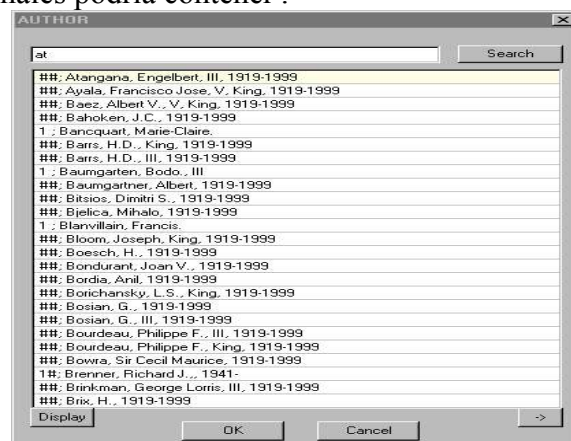 nales podría contener :
AUTHOR
at
Search
##; Atangana, Engelbert, III, 1919-1999
##; Ayala, Francisco Jose, V, King, 1919-1999
##; Baez, Albert V., V, King, 1919-1999
##; Bahoken, J.C., 1919-1999
1 ; Bancquart, Marie-Claire.
##; Barrs, H.D., King, 1919-1999
##; Barrs, H.D., III, 1919-1999
1 ; Baumgarten, Bodo., III
##; Baumgartner, Albert, 1919-1999
##; Bitsios, Dimitri S., 1919-1999
##; Bjelica, Mihalo, 1919-1999
1 ; Blanvillain, Francis.
##; Bloom, Joseph, King, 1919-1999
##; Boesch, H., 1919-1999
##; Bondurant, Joan V., 1919-1999
##; Bordia, Anil, 1919-1999
##; Borichansky, L.S., King, 1919-1999
##; Bosian, G., 1919-1999
##; Bosian, G., III, 1919-1999
##; Bourdeau, Philippe F., III, 1919-1999
##; Bourdeau, Philippe F., King, 1919-1999
##; Bowra, Sir Cecil Maurice, 1919-1999
1#; Brenner, Richard J.,, 1941-
##; Brinkman, George Lorris, III, 1919-1999
##; Brix, H., 1919-1999
Display
->
OK
Cancel